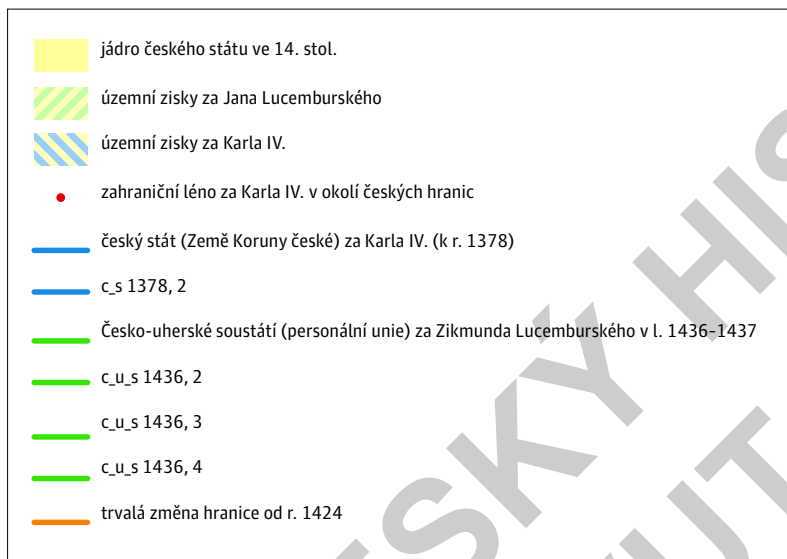 jádro českého státu ve 14. stol.
územní zisky za Jana Lucemburského
územní zisky za Karla IV.
zahraniční léno za Karla IV. v okolí českých hranic
český stát (Země Koruny české) za Karla IV. (k r. 1378)
c_s 1378, 2
Česko-uherské soustátí (personální unie) za Zikmunda Lucemburského v l. 1436-1437
c_u_s 1436, 2
c_u_s 1436, 3
c_u_s 1436, 4
trvalá změna hranice od r. 1424